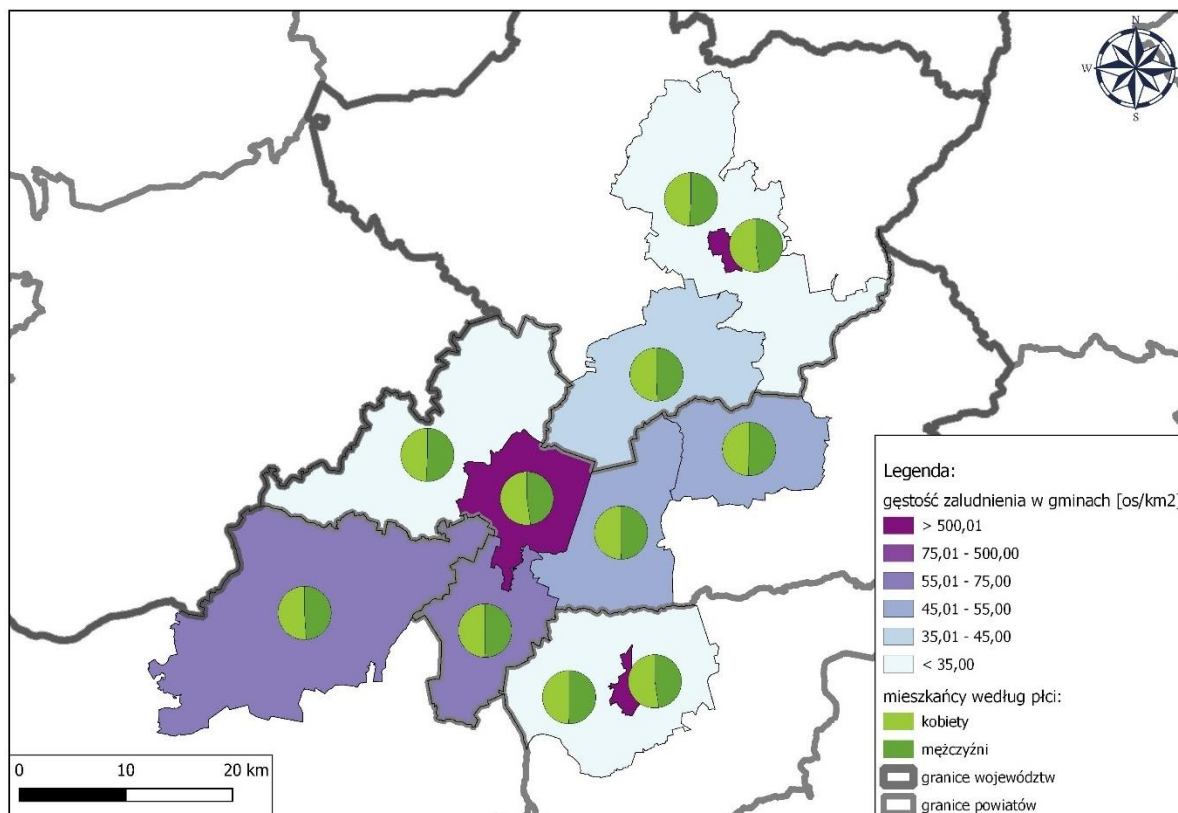 N
W
S
Legenda:
gęstość zaludnienia w gminach [os/km2]
> 500,01
75,01 - 500,00
55,01 - 75,00
45,01 - 55,00
35,01 - 45,00
< 35,00
mieszkańcy według płci:
kobiety
mężczyźni
granice województw
granice powiatów
0 10 20 km